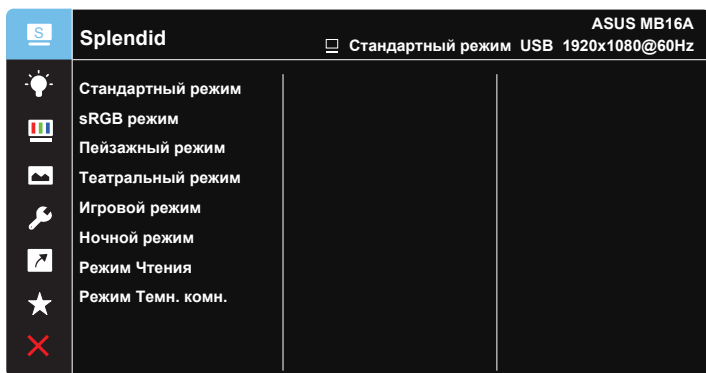 S
Splendid
ASUS MB16A
Стандартный режим USB 1920x1080@60Hz
Стандартный режим
sRGB режим
Пейзажный режим
Театральный режим
Игровой режим
Ночной режим
Режим Чтения
Режим Темн. комн.